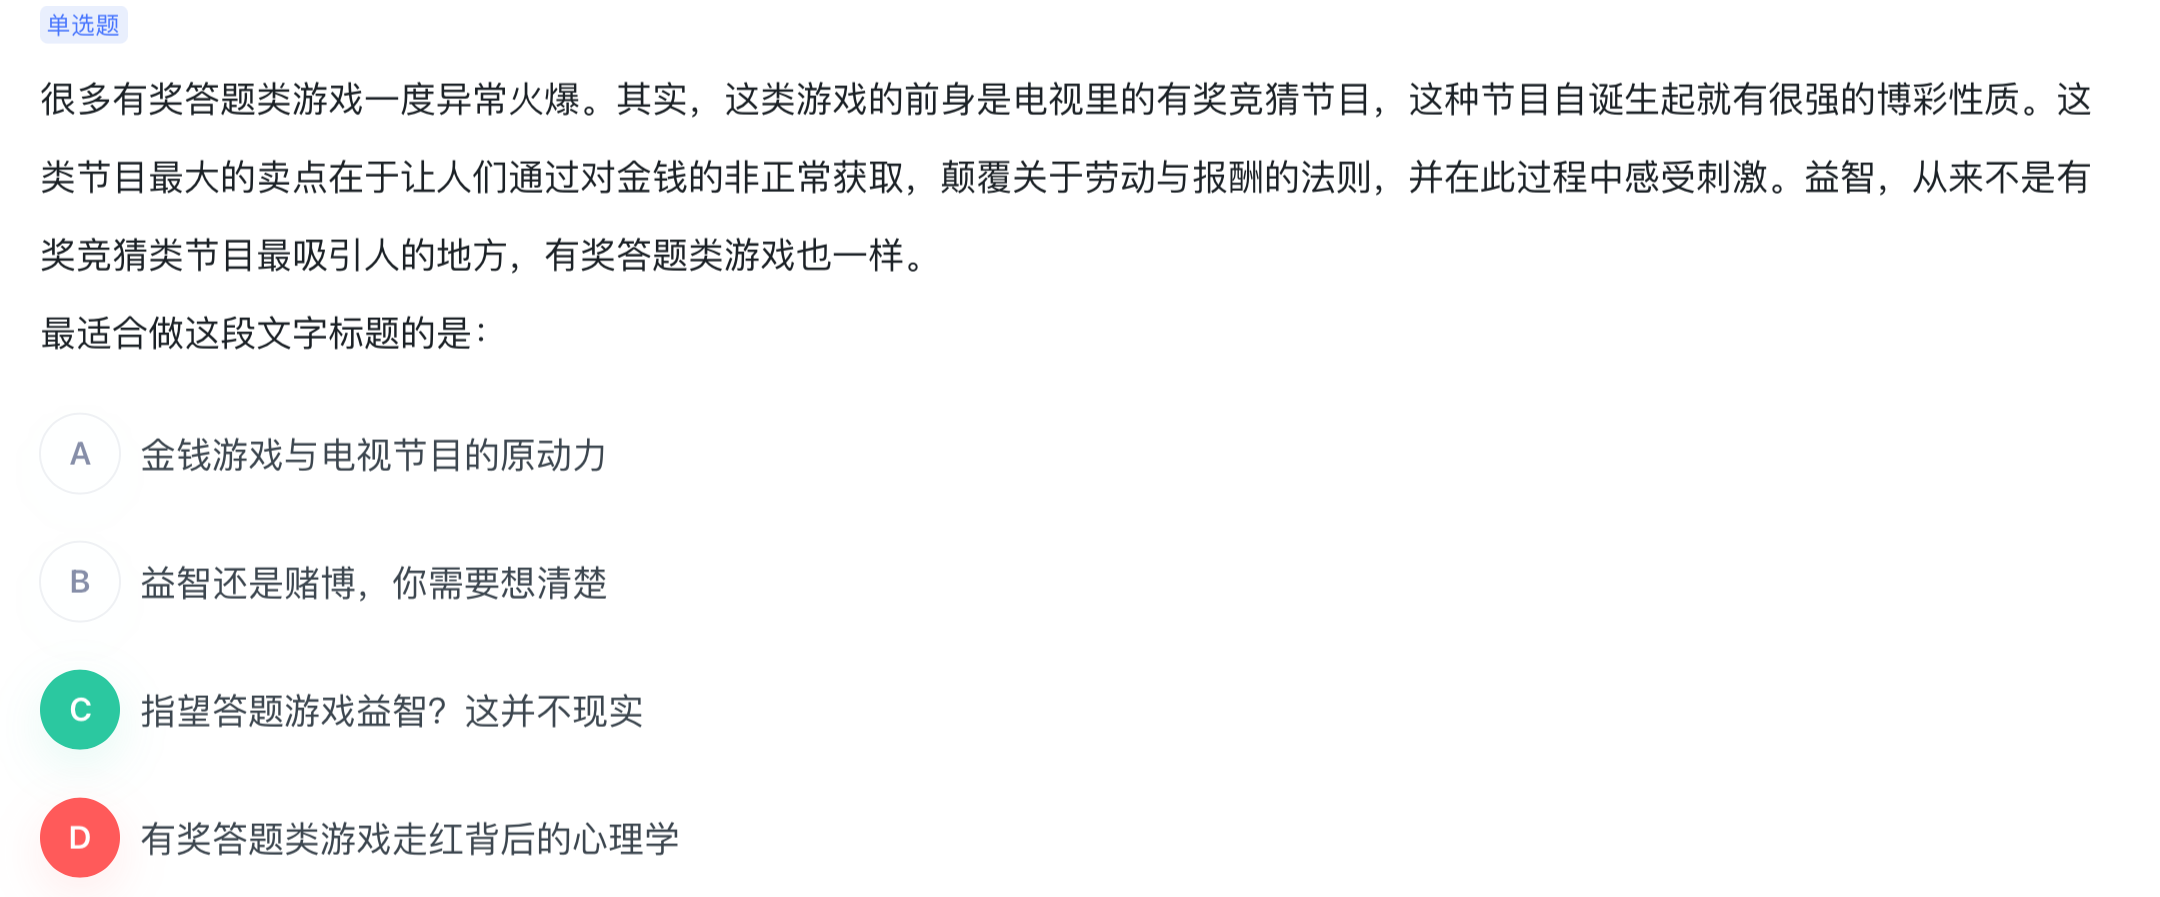 单选题
很多有奖答题类游戏一度异常火爆。其实，这类游戏的前身是电视里的有奖竞猜节目，这种节目自诞生起就有很强的博彩性质。这
类节目最大的卖点在于让人们通过对金钱的非正常获取，颠覆关于劳动与报酬的法则，并在此过程中感受刺激。益智，从来不是有
奖竞猜类节目最吸引人的地方，有奖答题类游戏也一样。
最适合做这段文字标题的是：
A 金钱游戏与电视节目的原动力
B 益智还是赌博，你需要想清楚
C 指望答题游戏益智？这并不现实
D 有奖答题类游戏走红背后的心理学